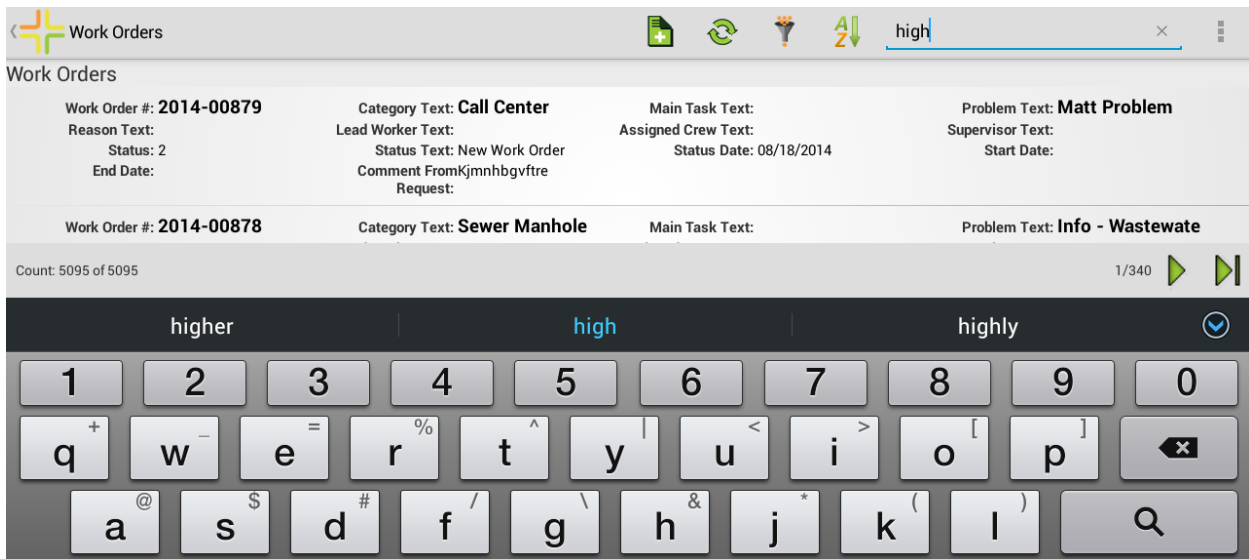 Work Orders high ×
Work Orders
Work Order #: 2014-00879 Category Text: Call Center Main Task Text: Problem Text: Matt Problem
Reason Text: Lead Worker Text: Assigned Crew Text: Supervisor Text:
Status: 2 Status Text: New Work Order Status Date: 08/18/2014 Start Date:
End Date: Comment From Kjmnhbgvftre
Request:
Work Order #: 2014-00878 Category Text: Sewer Manhole Main Task Text: Problem Text: Info - Wastewate
Count: 5095 of 5095 1/340
higher high highly
1 2 3 4 5 6 7 8 9 0
+ _ = % ^ | < > [ ]
q w e r t y u i o p
@ $ # / \ & * ( )
a s d f g h j k l